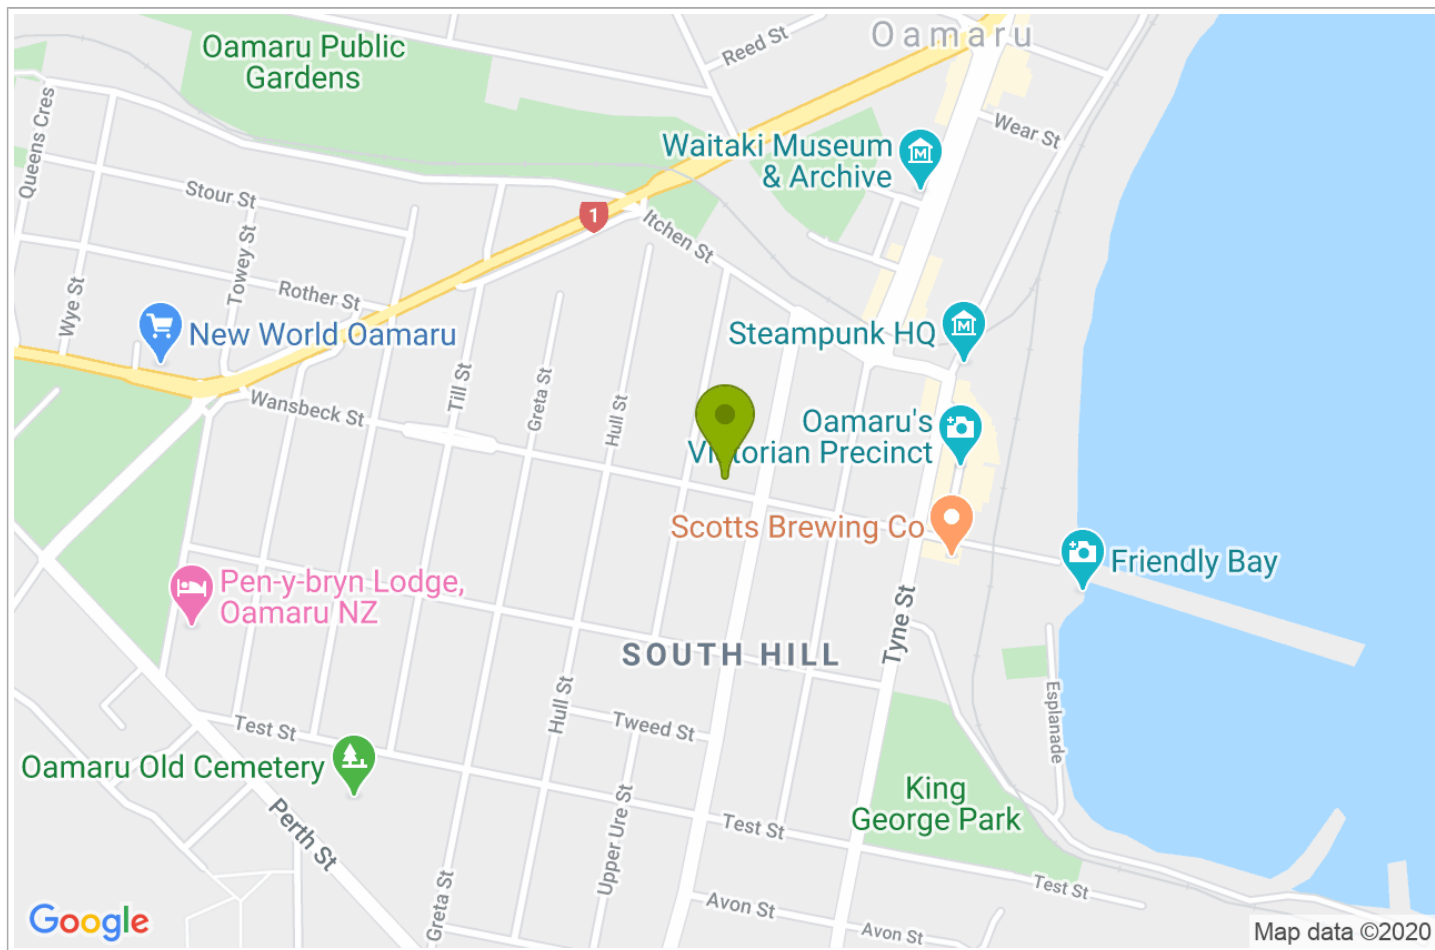 Oamaru Public
Gardens
Reed St
Oamaru
Queens Cres
Wear St
Waitaki Museum
& Archive
Stour St
1
Itchen St
Towey St
Wye St
Rother St
New World Oamaru
Steampunk HQ
Till St
Greta St
Hull St
Wansbeck St
Oamaru's
Victorian Precinct
Scotts Brewing Co
Friendly Bay
Pen-y-bryn Lodge,
Oamaru NZ
Tyne St
SOUTH HILL
Hull St
Esplanade
Test St
Tweed St
Oamaru Old Cemetery
King
George Park
Perth St
Upper Ure St
Test St
Greta St
Test St
Avon St
Avon St
Google
Map data ©2020